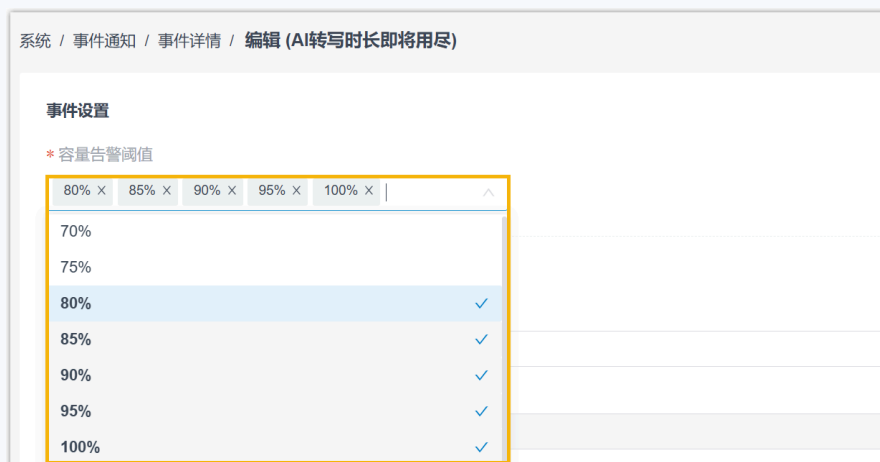 系统 / 事件通知 / 事件详情 / 编辑 (AI转写时长即将用尽)
事件设置
* 容量告警阈值
80% × 85% × 90% × 95% × 100% ×
70%
75%
80%
85%
90%
95%
100%